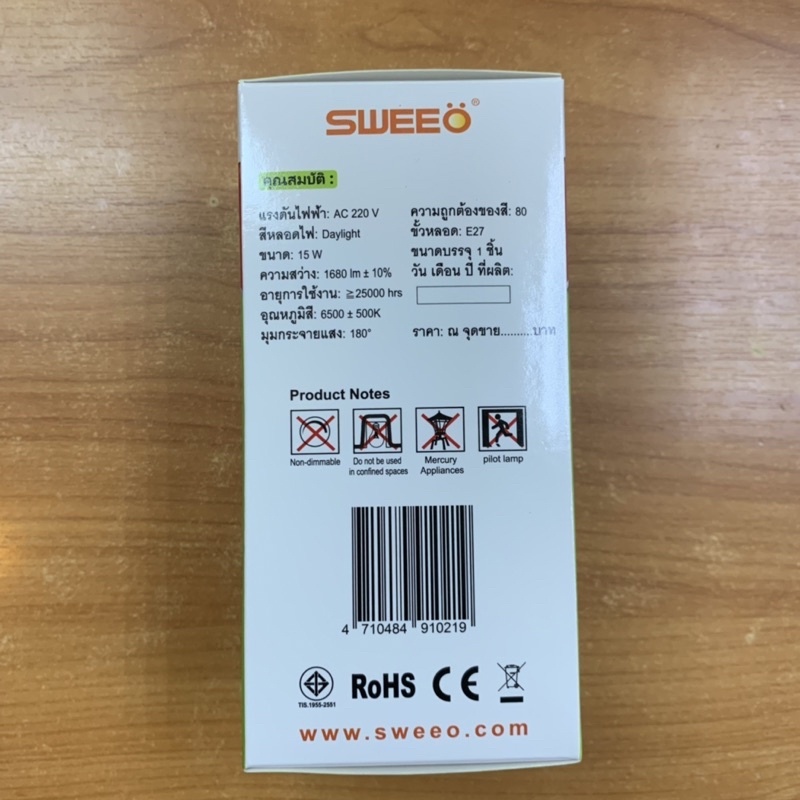 SWEEÖ®
คุณสมบัติ :
แรงดันไฟฟ้า: AC 220 V
สีหลอดไฟ: Daylight
ขนาด: 15 W
ความสว่าง: 1680 lm ± 10%
อายุการใช้งาน: ≧25000 hrs
อุณหภูมิสี: 6500 ± 500K
มุมกระจายแสง: 180°
ความถูกต้องของสี: 80
ขั้วหลอด: E27
ขนาดบรรจุ 1 ชิ้น
วัน เดือน ปี ที่ผลิต:
ราคา: ณ จุดขาย..........บาท
Product Notes
Non-dimmable
Do not be used
in confined spaces
Mercury
Appliances
pilot lamp
4 710484 910219
TIS.1955-2551
RoHS CE
www.sweeo.com